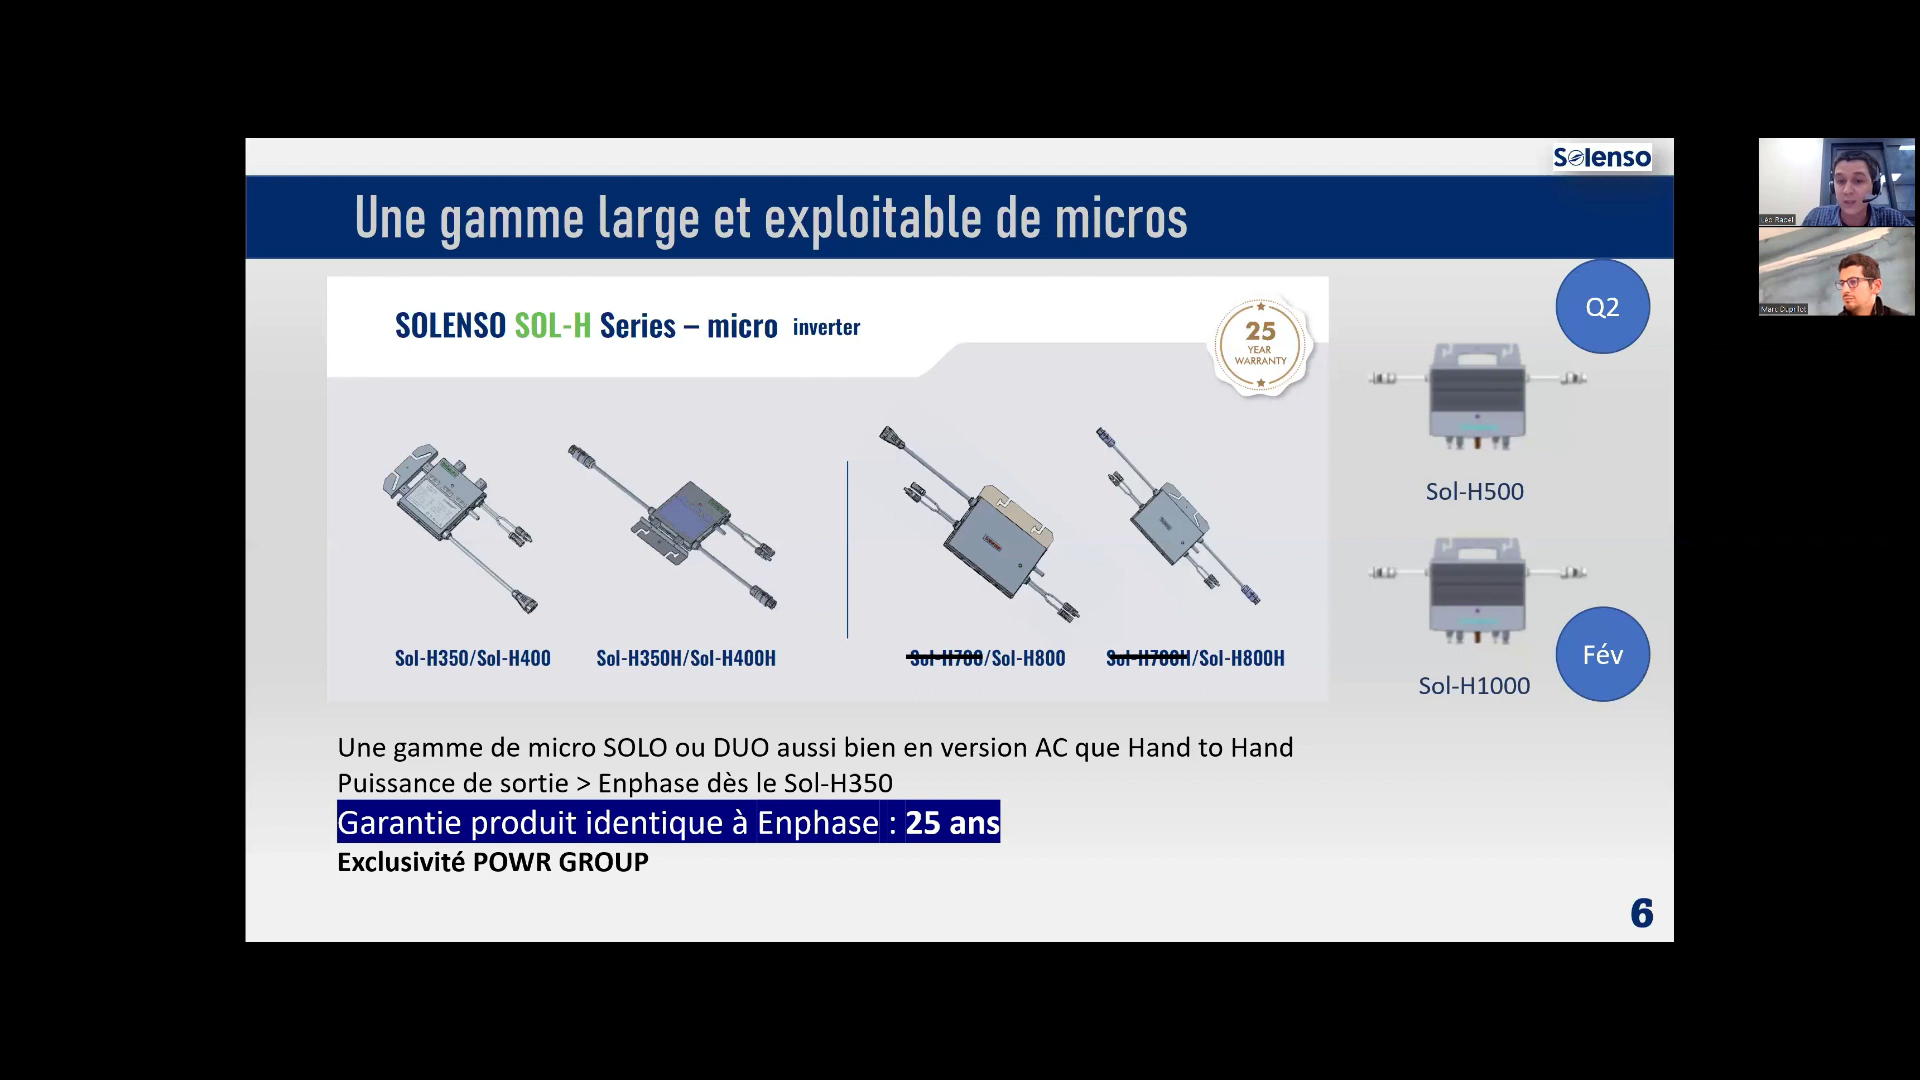 Solenso
Une gamme large et exploitable de micros
SOLENSO SOL-H Series – micro inverter
25
YEAR
WARRANTY
Q2
Sol-H500
Sol-H350/Sol-H400
Sol-H350H/Sol-H400H
Sol-H700/Sol-H800
Sol-H700H/Sol-H800H
Fév
Sol-H1000
Une gamme de micro SOLO ou DUO aussi bien en version AC que Hand to Hand
Puissance de sortie > Enphase dès le Sol-H350
Garantie produit identique à Enphase : 25 ans
Exclusivité POWR GROUP
6
Marc